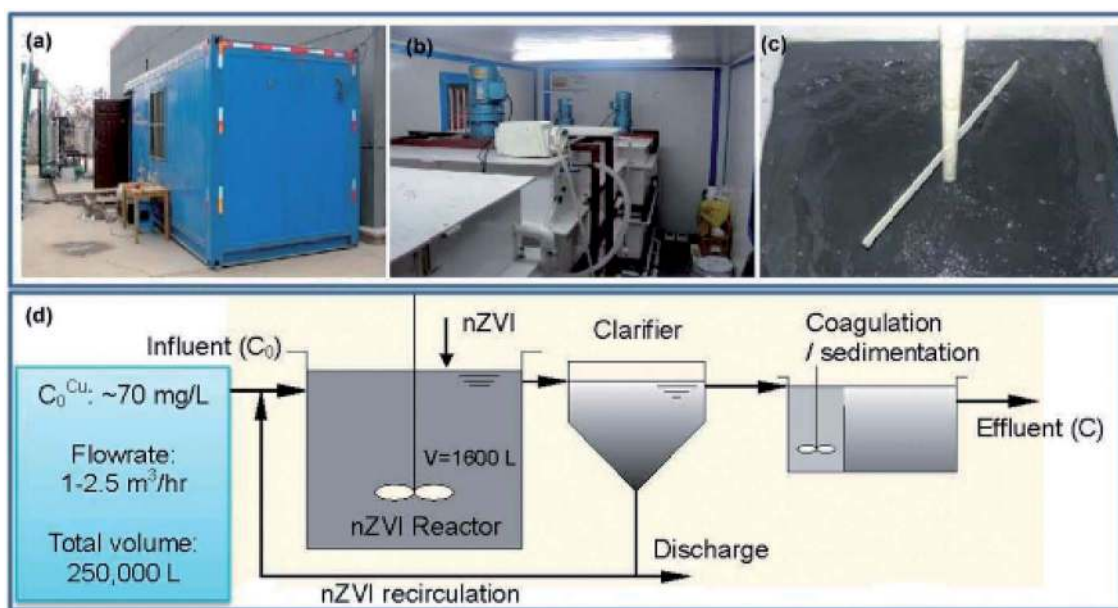 (a)
(b)
(c)
(d)
Influent (C₀)
nZVI
Clarifier
Coagulation
/ sedimentation
C₀ᶜᵘ: ~70 mg/L
Flowrate:
1-2.5 m³/hr
Total volume:
250,000 L
V=1600 L
nZVI Reactor
Effluent (C)
Discharge
nZVI recirculation